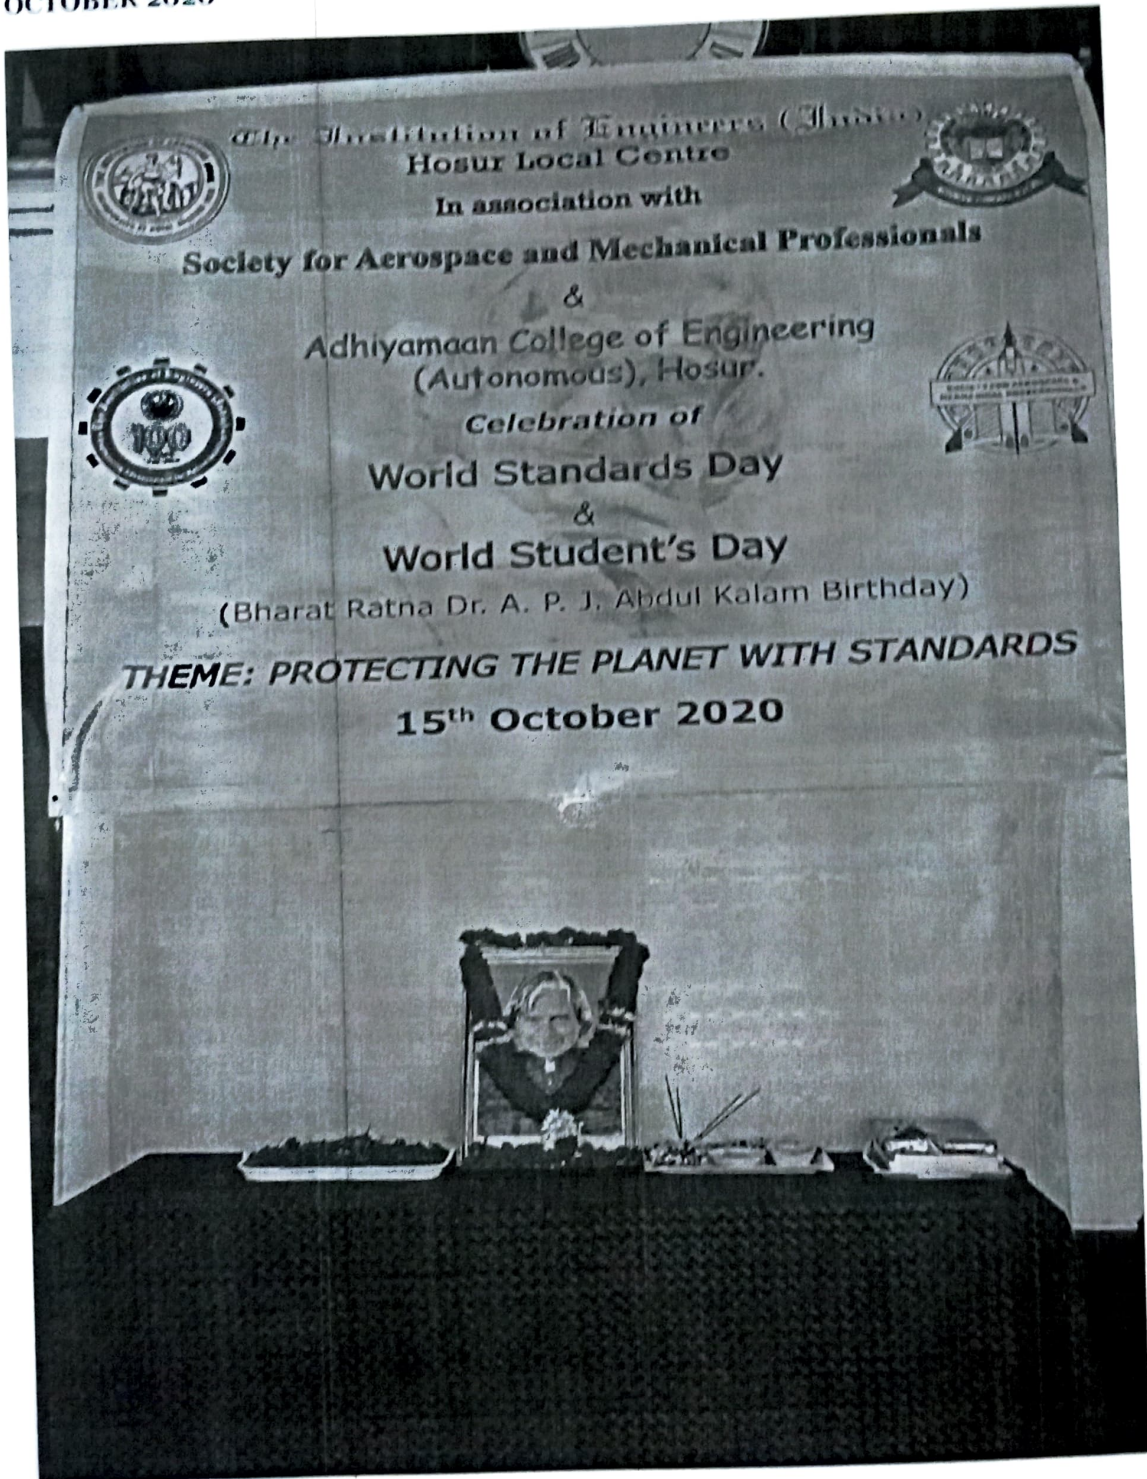 OCTOBER 2020
The Institution of Engineers (India)
Hosur Local Centre
In association with
Society for Aerospace and Mechanical Professionals
&
Adhiyamaan College of Engineering
(Autonomous), Hosur.
Celebration of
World Standards Day
&
World Student's Day
(Bharat Ratna Dr. A. P. J. Abdul Kalam Birthday)
THEME: PROTECTING THE PLANET WITH STANDARDS
15th October 2020
100